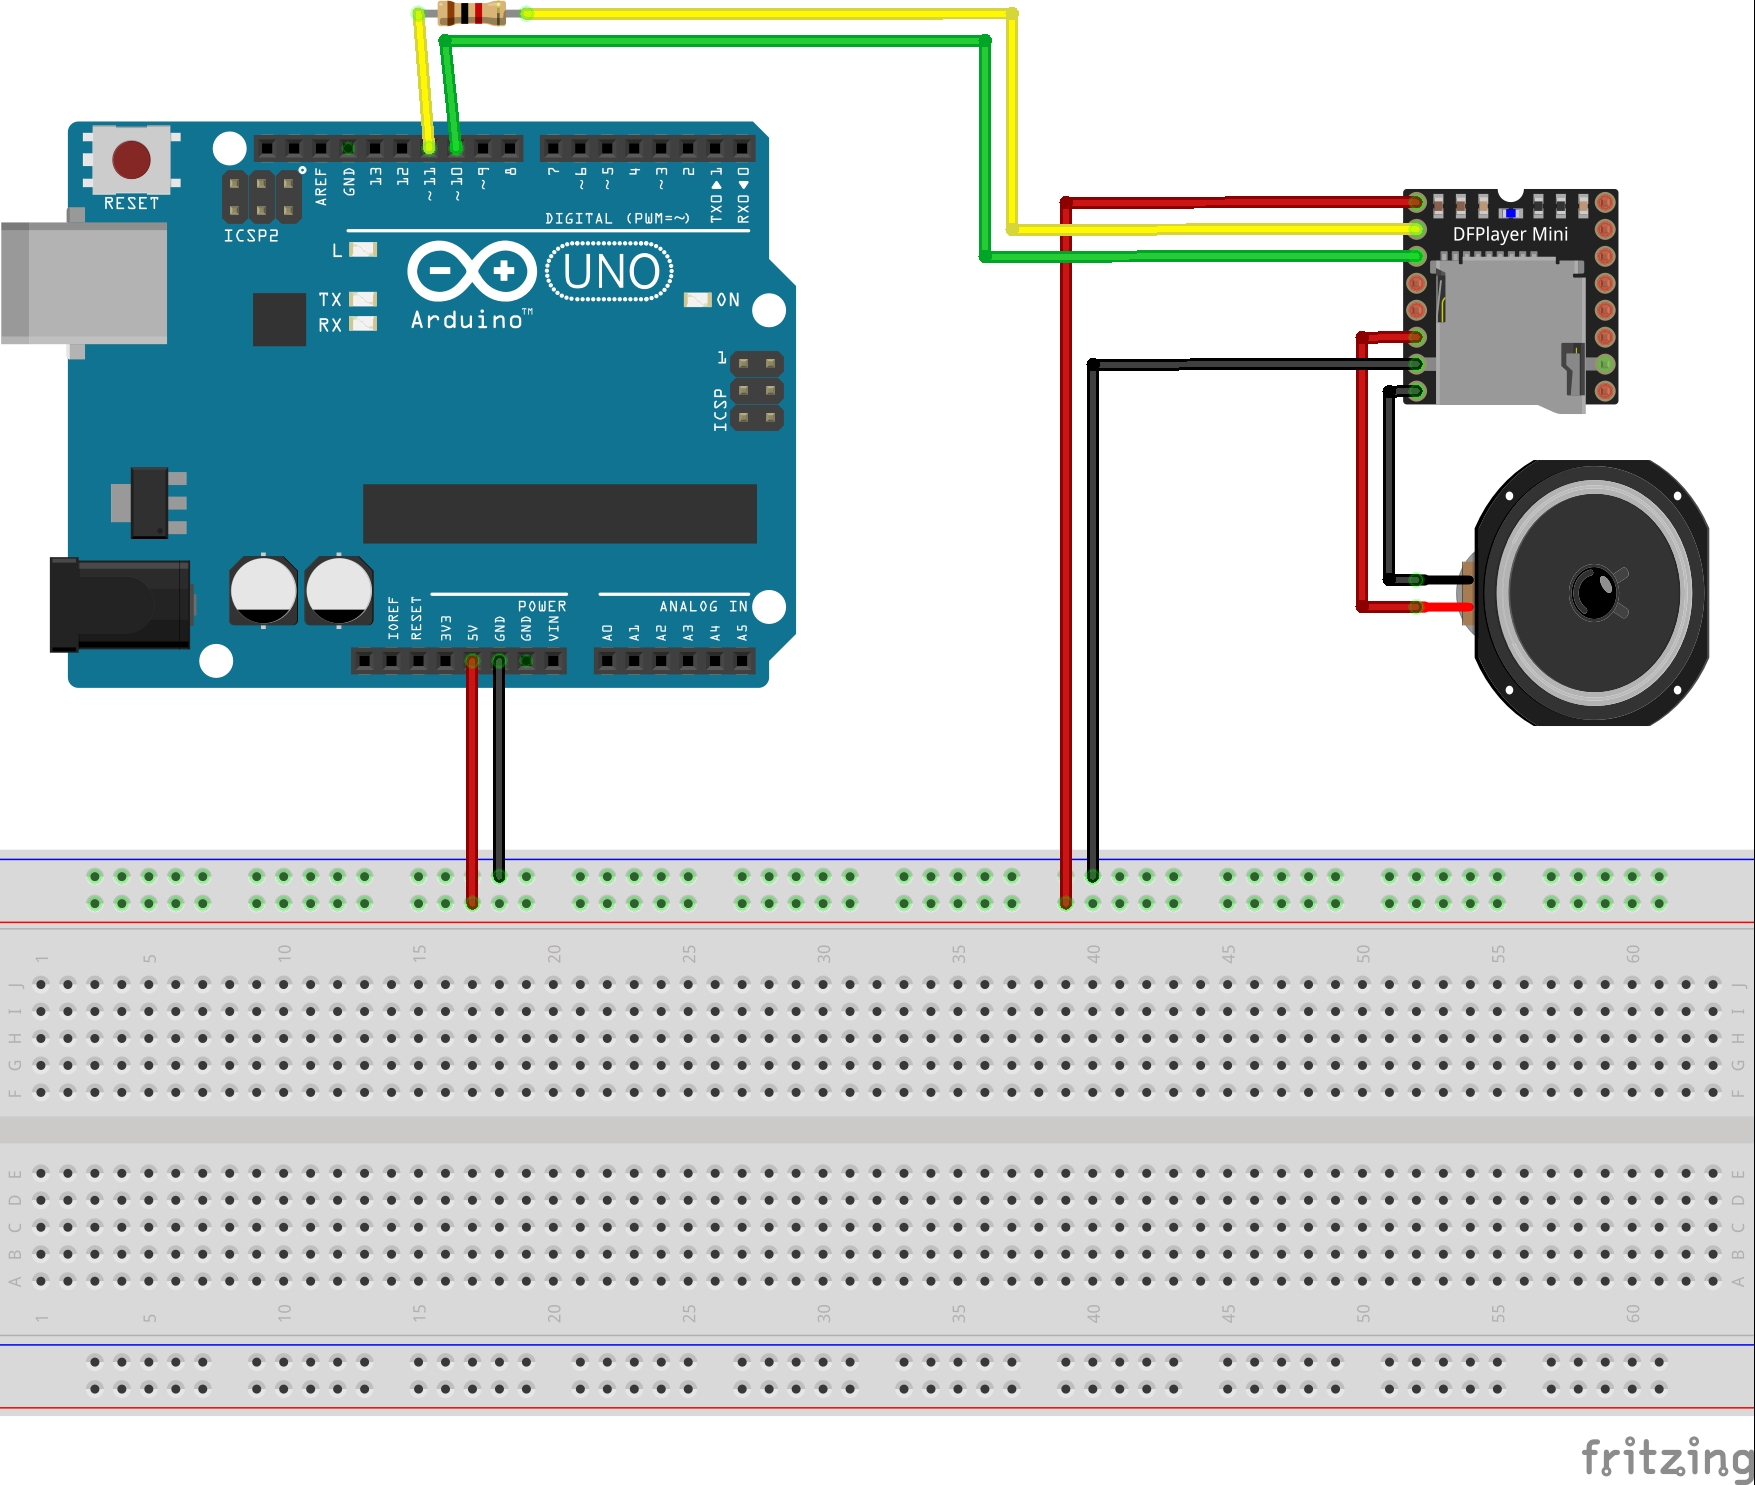 RESET
ICSP2
AREF
GND
13
12
~11
~10
~9
8
7
~6
~5
4
~3
2
TX0▶1
RX0◀0
DIGITAL (PWM=~)
L
TX
RX
UNO
Arduino™
ON
1
ICSP
IOREF
RESET
3V3
5V
GND
GND
VIN
POWER
A0
A1
A2
A3
A4
A5
ANALOG IN
DFPlayer Mini
1 5 10 15 20 25 30 35 40 45 50 55 60
J J
I I
H H
G G
F F
E E
D D
C C
B B
A A
1 5 10 15 20 25 30 35 40 45 50 55 60
fritzing